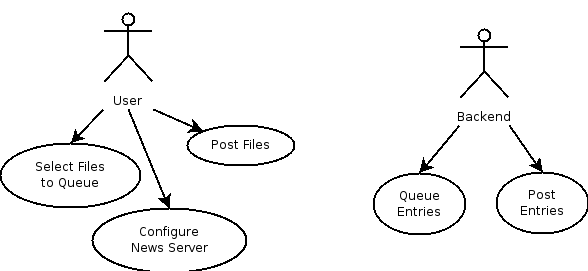 User
Post Files
Select Files
to Queue
Configure
News Server
Backend
Queue
Entries
Post
Entries